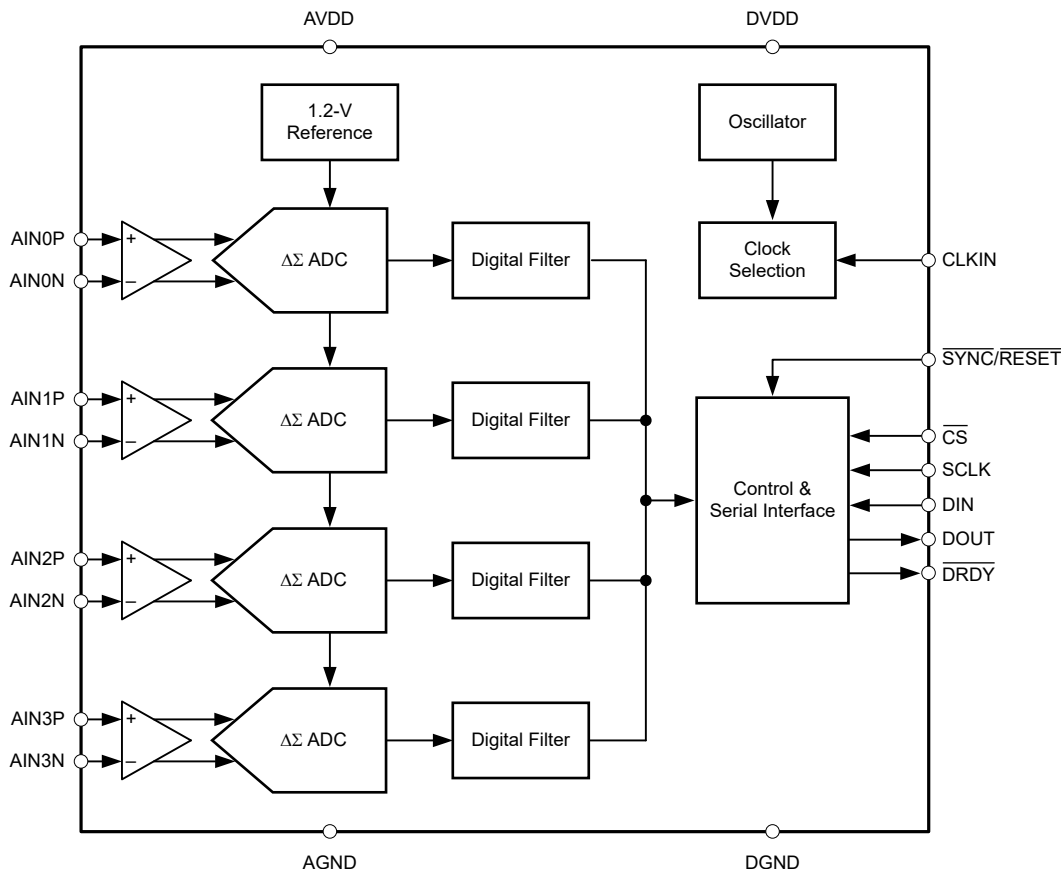 AVDD
DVDD
1.2-V
Reference
Oscillator
AIN0P
+
ΔΣ ADC
Digital Filter
Clock
Selection
CLKIN
AIN0N
–
SYNC/RESET
AIN1P
+
ΔΣ ADC
Digital Filter
AIN1N
–
CS
SCLK
Control &
Serial Interface
DIN
DOUT
DRDY
AIN2P
+
ΔΣ ADC
Digital Filter
AIN2N
–
AIN3P
+
ΔΣ ADC
Digital Filter
AIN3N
–
AGND
DGND